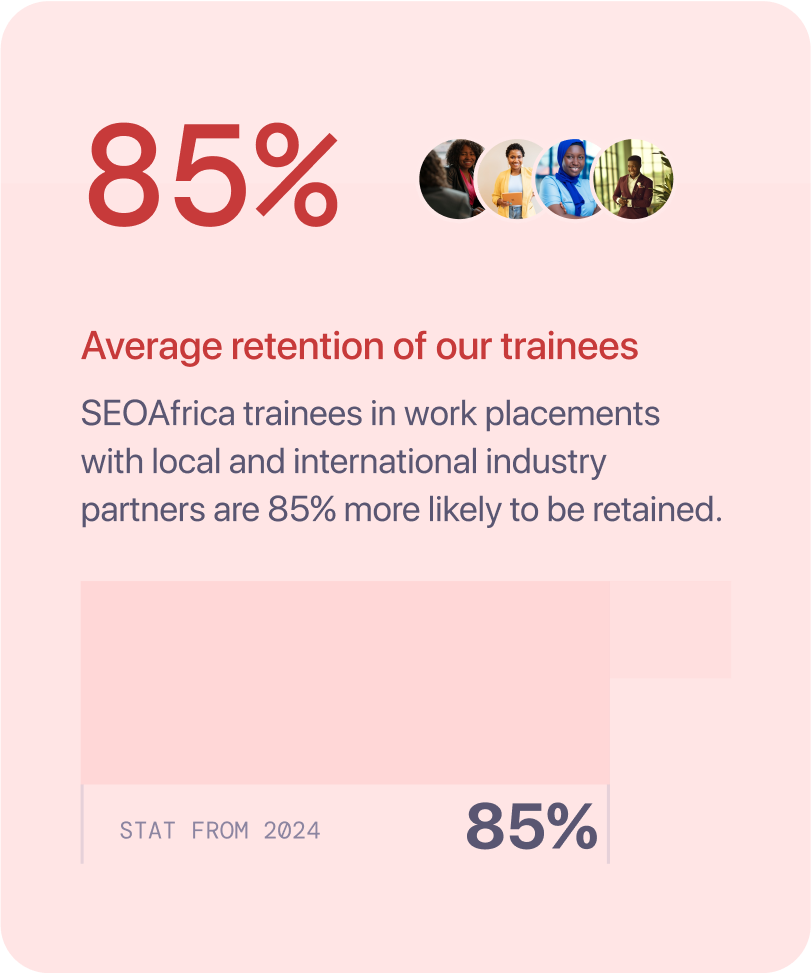 85%
Average retention of our trainees
SEOAfrica trainees in work placements
with local and international industry
partners are 85% more likely to be retained.
STAT FROM 2024
85%